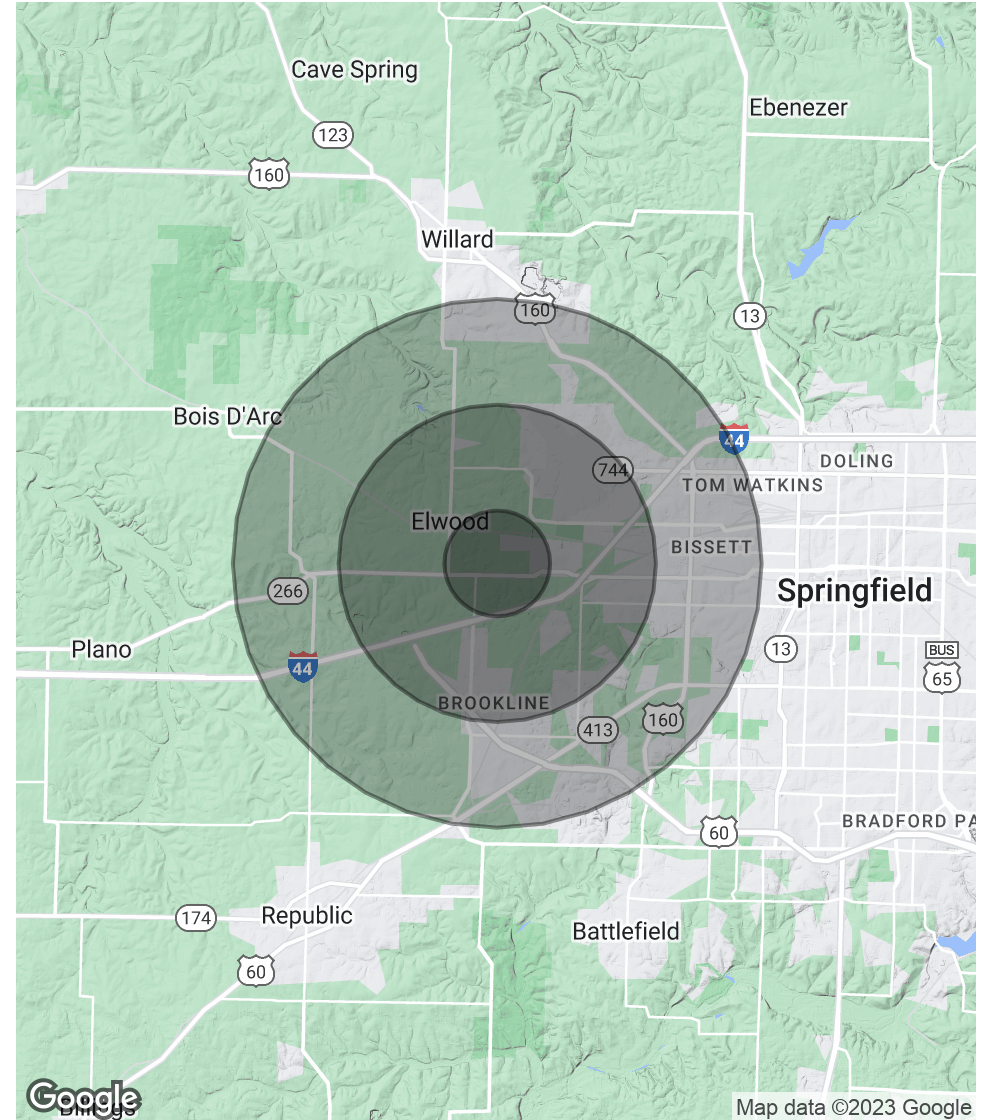 Cave Spring
Ebenezer
123
160
Willard
160
13
Bois D'Arc
44
DOLING
744
TOM WATKINS
Elwood
BISSETT
266
Springfield
Plano
13
BUS
44
65
BROOKLINE
160
413
BRADFORD PA
60
174
Republic
Battlefield
60
Google
Billings
Map data ©2023 Google